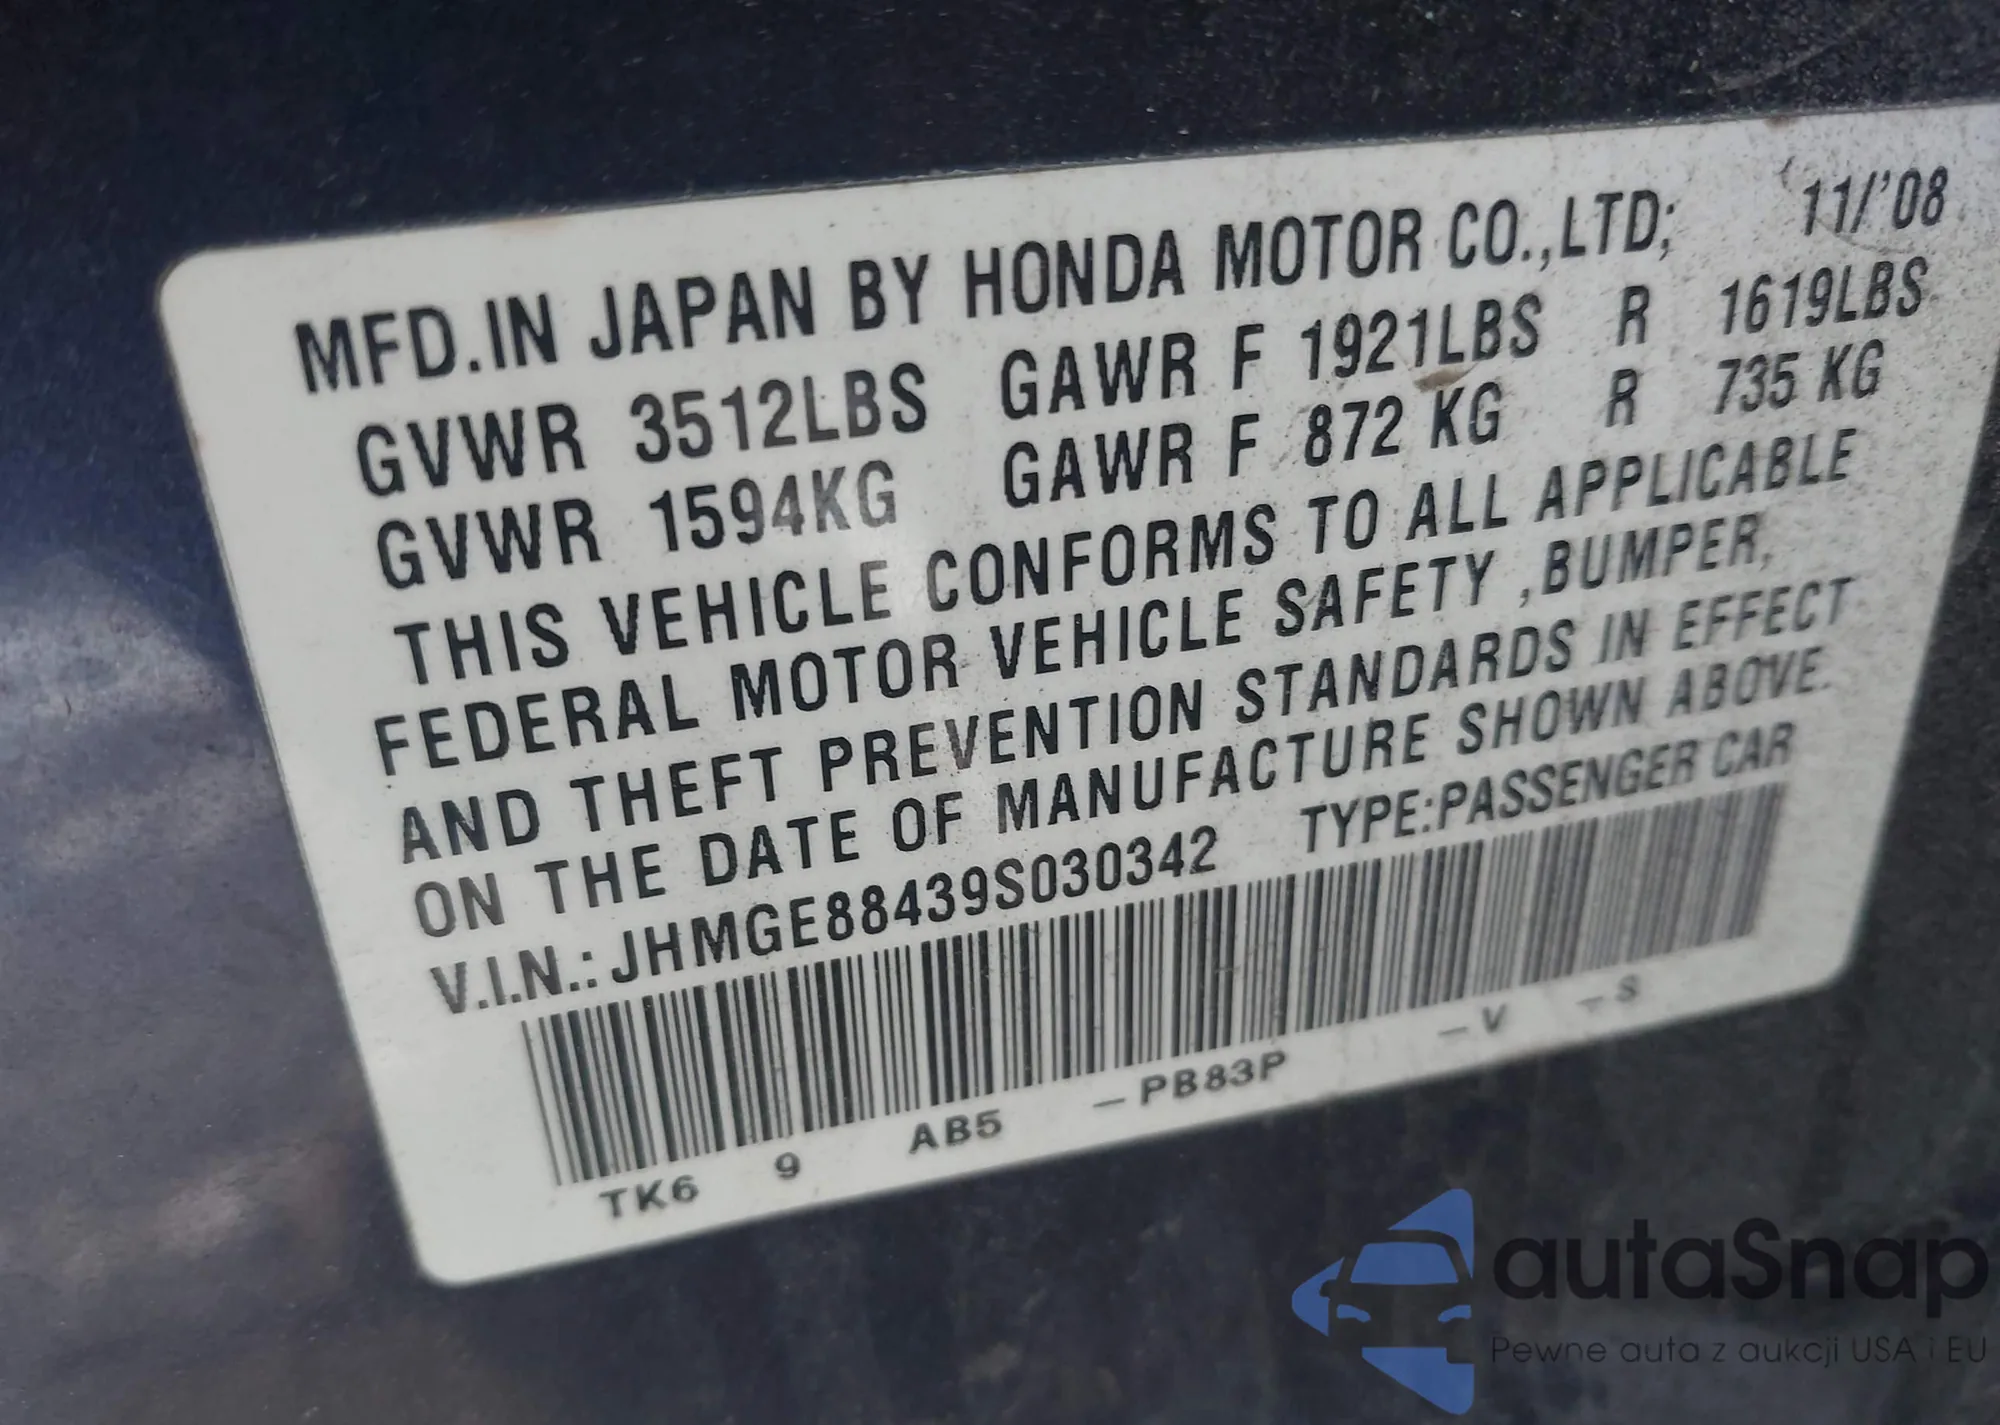 MFD.IN JAPAN BY HONDA MOTOR CO.,LTD; 11/'08
GVWR 3512LBS GAWR F 1921LBS R 1619LBS
GVWR 1594KG GAWR F 872 KG R 735 KG
THIS VEHICLE CONFORMS TO ALL APPLICABLE
FEDERAL MOTOR VEHICLE SAFETY ,BUMPER,
AND THEFT PREVENTION STANDARDS IN EFFECT
ON THE DATE OF MANUFACTURE SHOWN ABOVE.
V.I.N.: JHMGE88439S030342 TYPE:PASSENGER CAR
TK6 9 AB5 –PB83P –V –S
autaSnap
Pewne auta z aukcji USA i EU